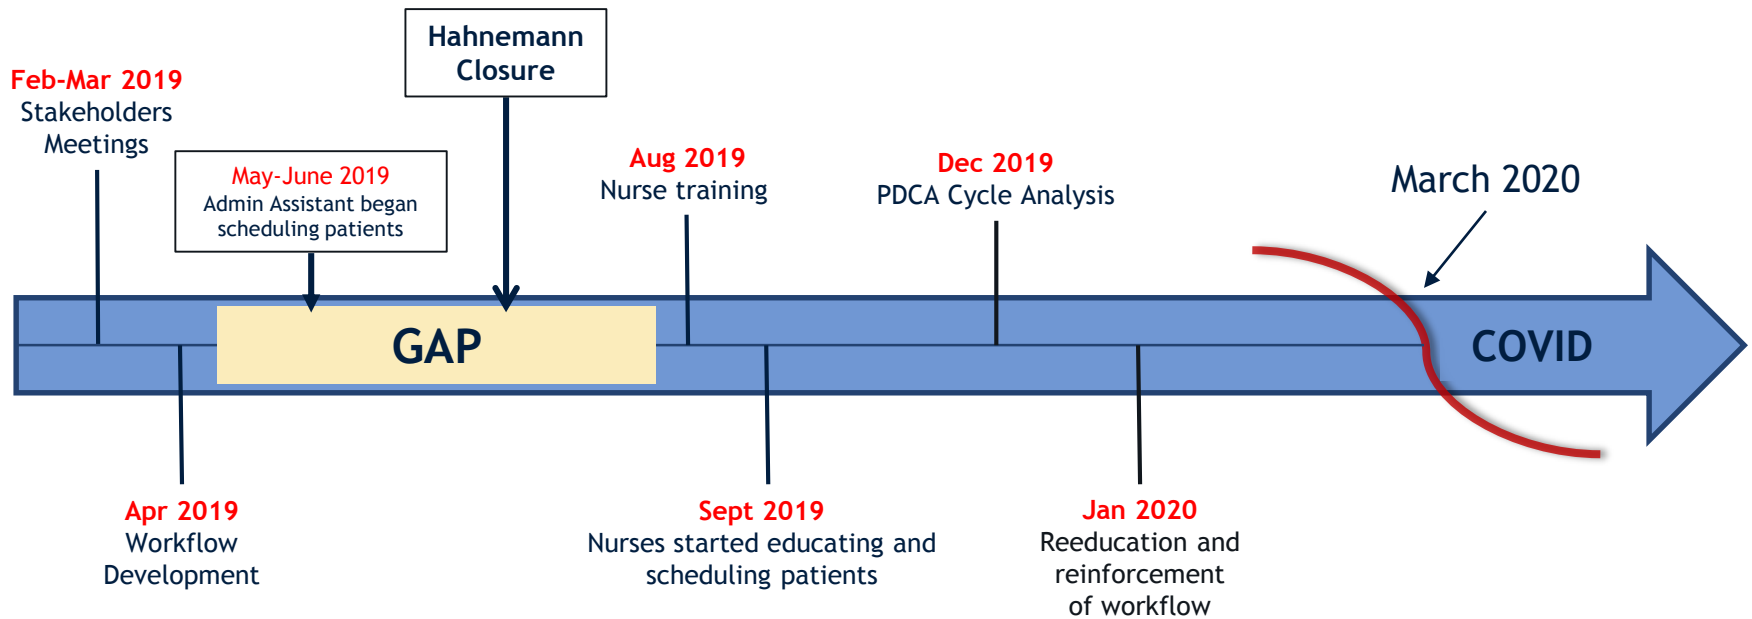 Hahnemann
Closure
Feb-Mar 2019
Stakeholders
Meetings
May-June 2019
Admin Assistant began
scheduling patients
Aug 2019
Nurse training
Dec 2019
PDCA Cycle Analysis
March 2020
GAP
COVID
Apr 2019
Workflow
Development
Sept 2019
Nurses started educating and
scheduling patients
Jan 2020
Reeducation and
reinforcement
of workflow